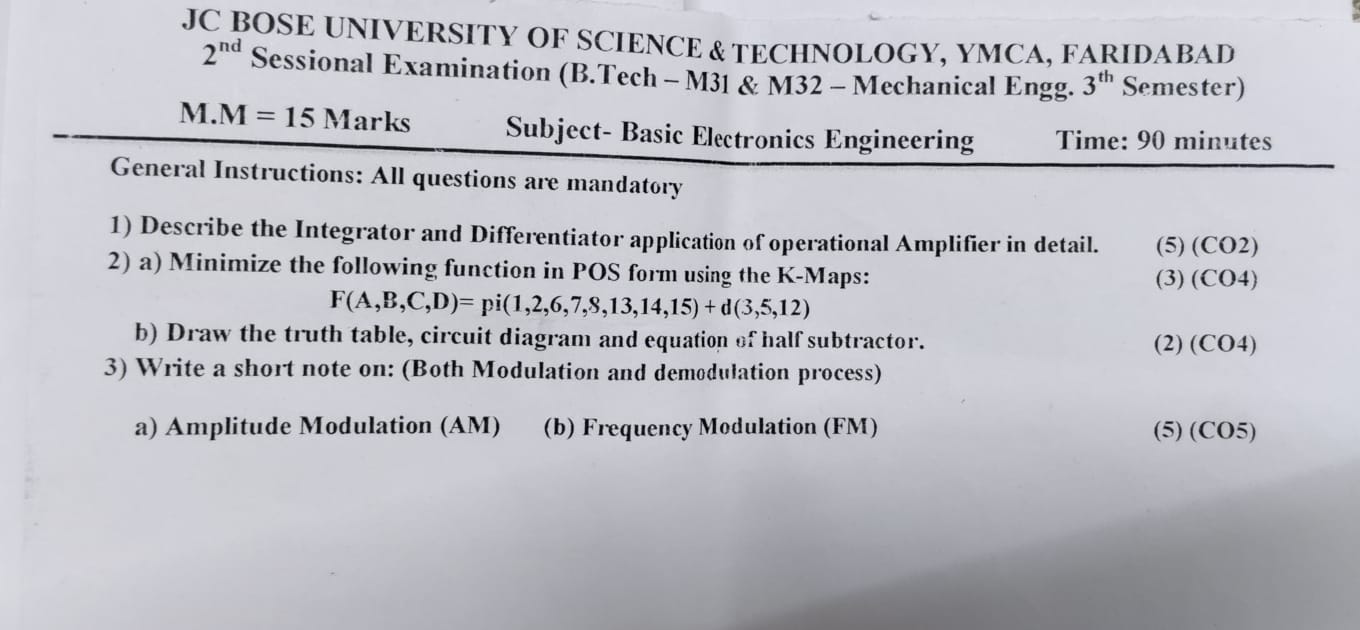 JC BOSE UNIVERSITY OF SCIENCE & TECHNOLOGY, YMCA, FARIDABAD
2nd Sessional Examination (B.Tech – M31 & M32 – Mechanical Engg. 3th Semester)
M.M = 15 Marks Subject- Basic Electronics Engineering Time: 90 minutes
General Instructions: All questions are mandatory
1) Describe the Integrator and Differentiator application of operational Amplifier in detail. (5) (CO2)
2) a) Minimize the following function in POS form using the K-Maps: (3) (CO4)
F(A,B,C,D)= pi(1,2,6,7,8,13,14,15) + d(3,5,12)
b) Draw the truth table, circuit diagram and equation of half subtractor. (2) (CO4)
3) Write a short note on: (Both Modulation and demodulation process)
a) Amplitude Modulation (AM) (b) Frequency Modulation (FM) (5) (CO5)